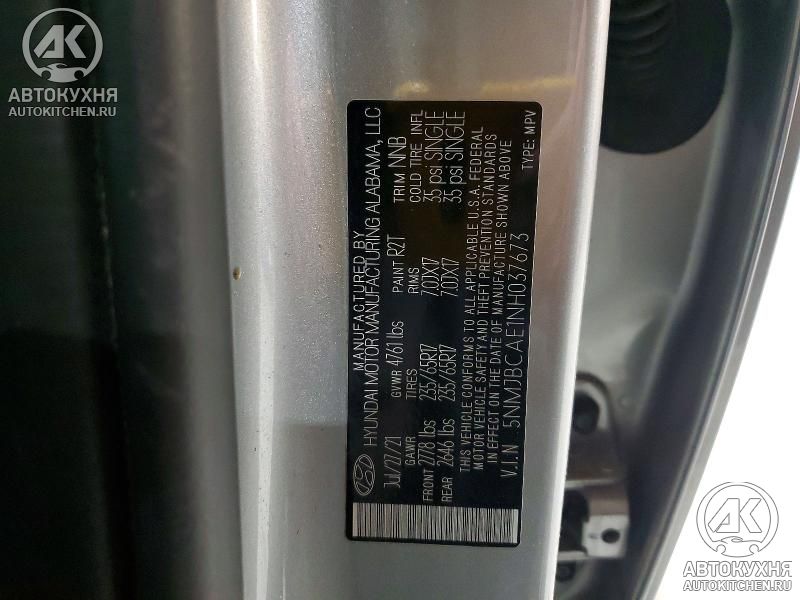 АВТОКУХНЯ
AUTOKITCHEN.RU
MANUFACTURED BY
HYUNDAI MOTOR MANUFACTURING ALABAMA, LLC
Jul/27/21 GVWR 4761 lbs PAINT R2T TRIM NNB
GAWR TIRES RIMS COLD TIRE INFL
FRONT 2778 lbs 235/65R17 7.0JX17 35 psi SINGLE
REAR 2646 lbs 235/65R17 7.0JX17 35 psi SINGLE
THIS VEHICLE CONFORMS TO ALL APPLICABLE U.S.A. FEDERAL
MOTOR VEHICLE SAFETY AND THEFT PREVENTION STANDARDS
IN EFFECT ON THE DATE OF MANUFACTURE SHOWN ABOVE
V.I.N 5NMJBCAE1NH037673 TYPE: MPV
АВТОКУХНЯ
AUTOKITCHEN.RU